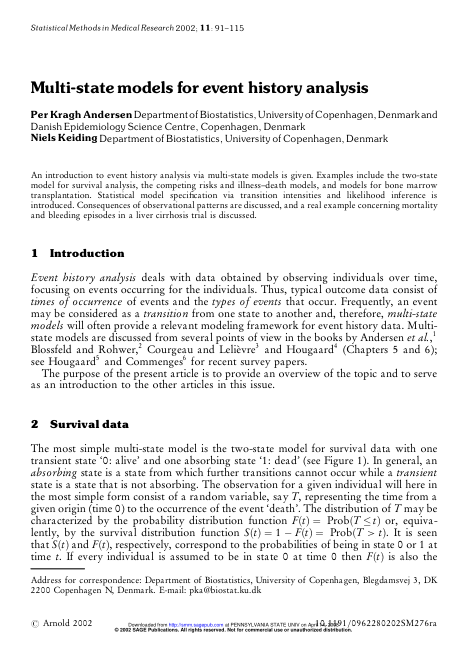 Statistical Methods in Medical Research 2002; 11: 91–115
Multi-state models for event history analysis
Per Kragh Andersen Department of Biostatistics, University of Copenhagen, Denmark and
Danish Epidemiology Science Centre, Copenhagen, Denmark
Niels Keiding Department of Biostatistics, University of Copenhagen, Denmark
An introduction to event history analysis via multi-state models is given. Examples include the two-state
model for survival analysis, the competing risks and illness–death models, and models for bone marrow
transplantation. Statistical model specification via transition intensities and likelihood inference is
introduced. Consequences of observational patterns are discussed, and a real example concerning mortality
and bleeding episodes in a liver cirrhosis trial is discussed.
1 Introduction
Event history analysis deals with data obtained by observing individuals over time,
focusing on events occurring for the individuals. Thus, typical outcome data consist of
times of occurrence of events and the types of events that occur. Frequently, an event
may be considered as a transition from one state to another and, therefore, multi-state
models will often provide a relevant modeling framework for event history data. Multi-
state models are discussed from several points of view in the books by Andersen et al.,1
Blossfeld and Rohwer,2 Courgeau and Lelièvre3 and Hougaard4 (Chapters 5 and 6);
see Hougaard5 and Commenges6 for recent survey papers.
The purpose of the present article is to provide an overview of the topic and to serve
as an introduction to the other articles in this issue.
2 Survival data
The most simple multi-state model is the two-state model for survival data with one
transient state '0: alive' and one absorbing state '1: dead' (see Figure 1). In general, an
absorbing state is a state from which further transitions cannot occur while a transient
state is a state that is not absorbing. The observation for a given individual will here in
the most simple form consist of a random variable, say T, representing the time from a
given origin (time 0) to the occurrence of the event 'death'. The distribution of T may be
characterized by the probability distribution function F(t) = Prob(T ≤ t) or, equiva-
lently, by the survival distribution function S(t) = 1 − F(t) = Prob(T > t). It is seen
that S(t) and F(t), respectively, correspond to the probabilities of being in state 0 or 1 at
time t. If every individual is assumed to be in state 0 at time 0 then F(t) is also the
Address for correspondence: Department of Biostatistics, University of Copenhagen, Blegdamsvej 3, DK
2200 Copenhagen N, Denmark. E-mail: pka@biostat.ku.dk
© Arnold 2002 10.1191/0962280202SM276ra
Downloaded from http://smm.sagepub.com at PENNSYLVANIA STATE UNIV on
© 2002 SAGE Publications. All rights reserved. Not for commercial use or unauthorized distribution.